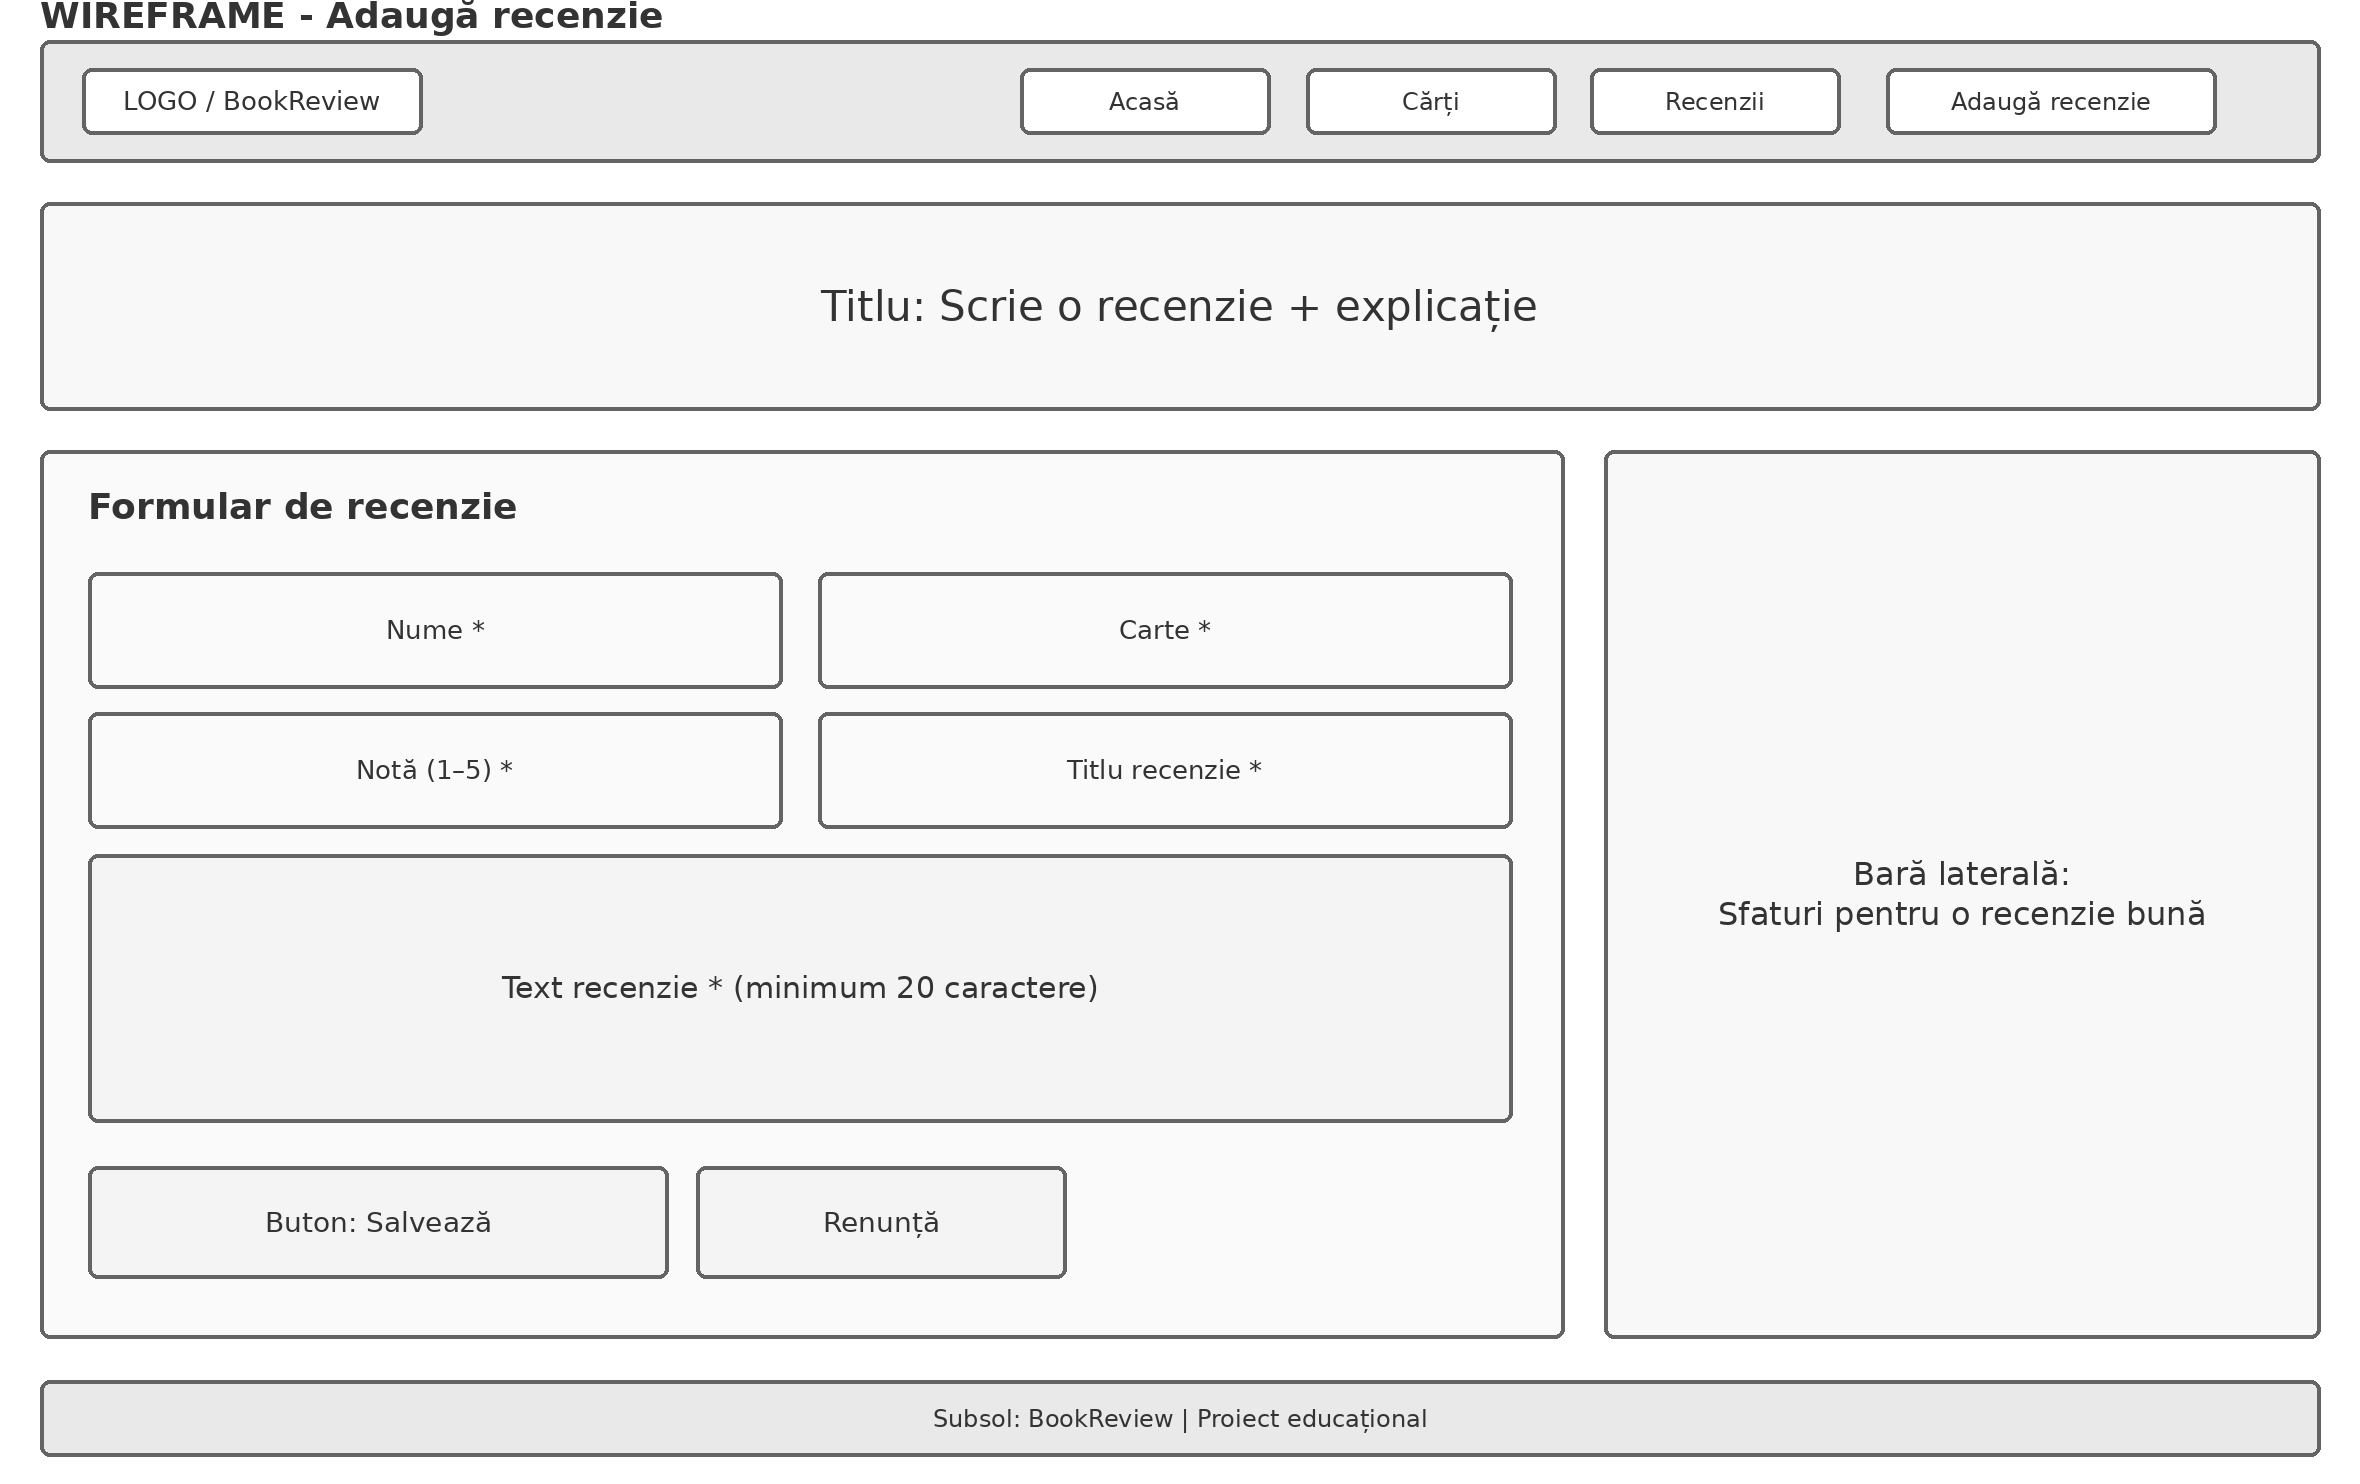 WIREFRAME - Adaugă recenzie
LOGO / BookReview
Acasă
Cărți
Recenzii
Adaugă recenzie
Titlu: Scrie o recenzie + explicație
Formular de recenzie
Nume *
Carte *
Notă (1–5) *
Titlu recenzie *
Text recenzie * (minimum 20 caractere)
Buton: Salvează
Renunță
Bară laterală:
Sfaturi pentru o recenzie bună
Subsol: BookReview | Proiect educațional